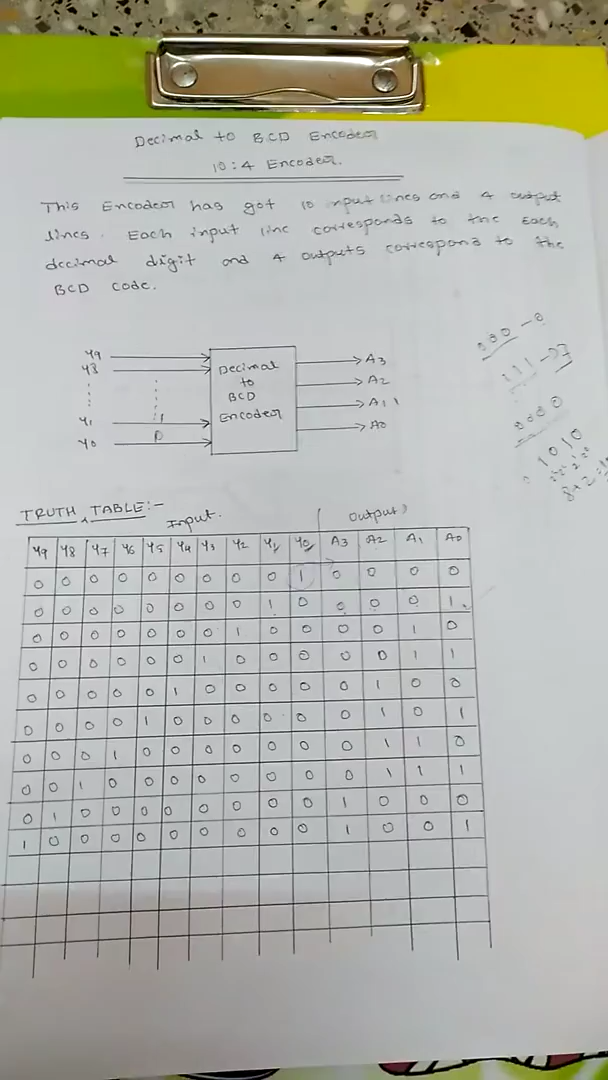 Decimal to BCD Encoder
10:4 Encoder.
This Encoder has got 10 input lines and 4 output
lines. Each input line corresponds to the Each
decimal digit and 4 outputs correspond to the
BCD code.
Y9
Y8
Y1
Y0
Decimal
to
BCD
Encoder
A3
A2
A1
A0
000-0
111-07
0000
1010
TRUTH TABLE:-
Input.
(Output)
Y9 Y8 Y7 Y6 Y5 Y4 Y3 Y2 Y1 Y0 A3 A2 A1 A0
0 0 0 0 0 0 0 0 0 1 0 0 0 0
0 0 0 0 0 0 0 0 1 0 0 0 0 1
0 0 0 0 0 0 0 1 0 0 0 0 1 0
0 0 0 0 0 0 1 0 0 0 0 0 1 1
0 0 0 0 0 1 0 0 0 0 0 1 0 0
0 0 0 0 1 0 0 0 0 0 0 1 0 1
0 0 0 1 0 0 0 0 0 0 0 1 1 0
0 0 1 0 0 0 0 0 0 0 0 1 1 1
0 1 0 0 0 0 0 0 0 0 1 0 0 0
1 0 0 0 0 0 0 0 0 0 1 0 0 1